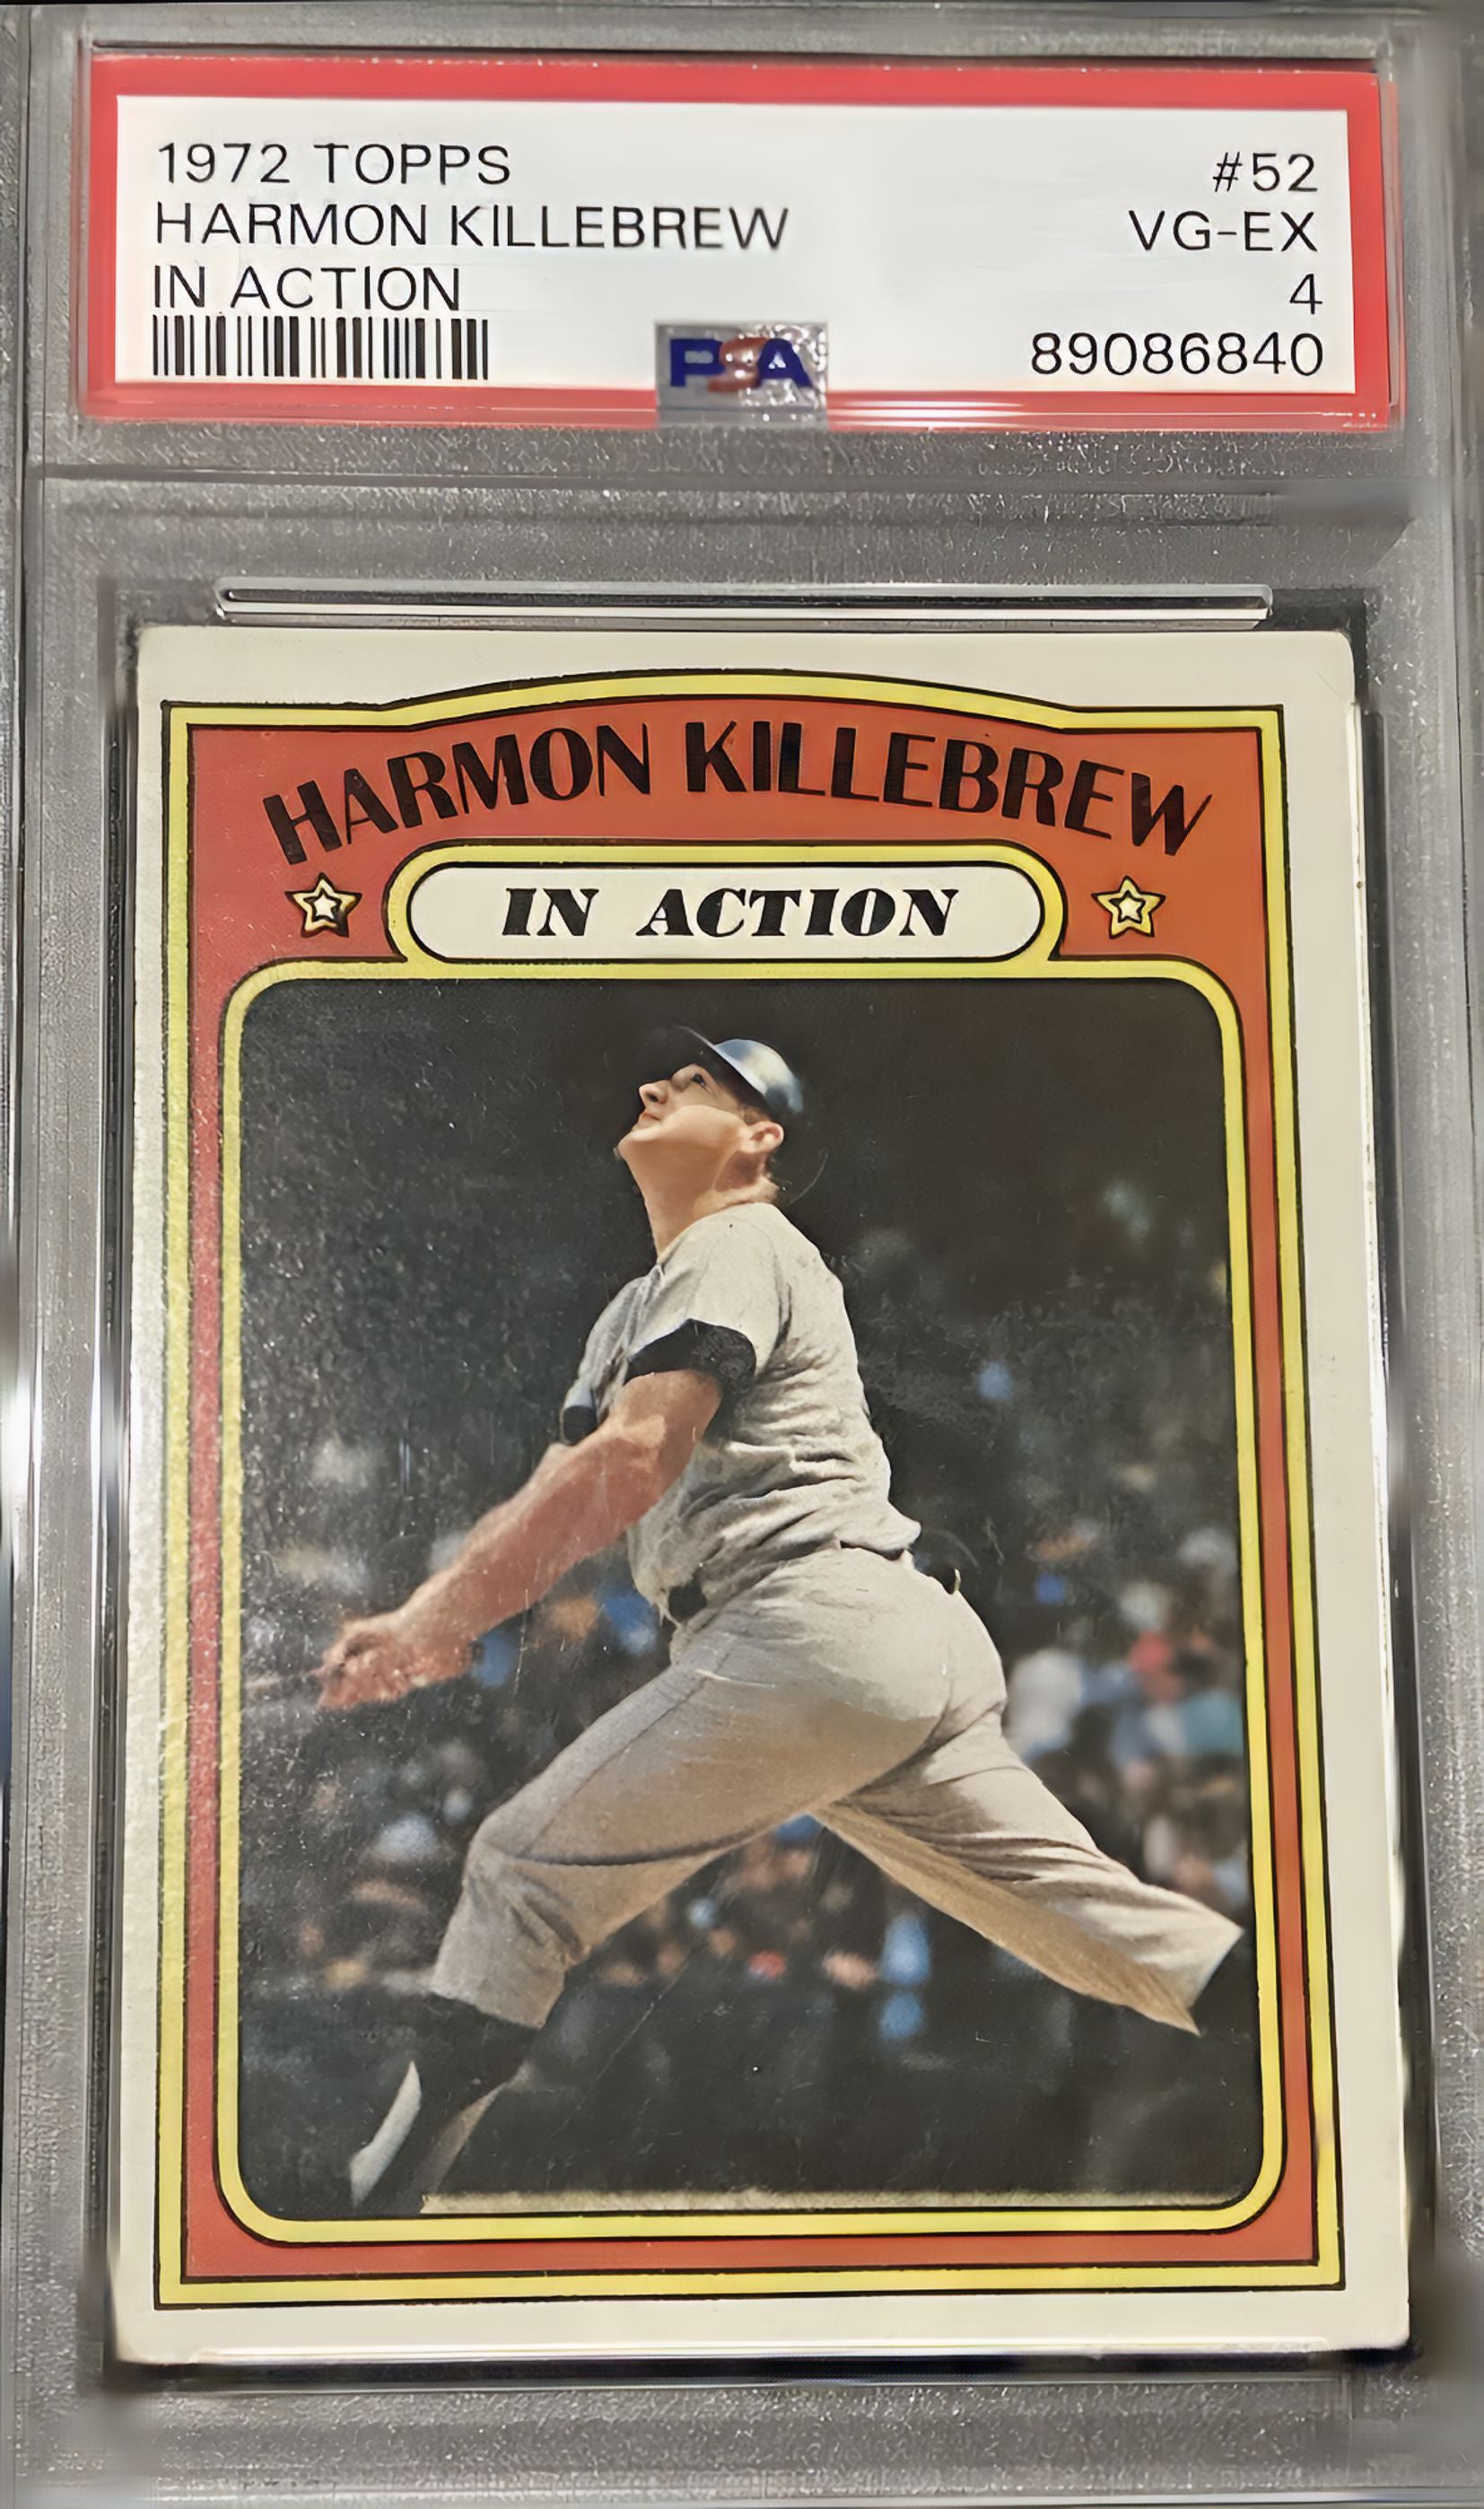 1972 TOPPS #52
HARMON KILLEBREW VG-EX
IN ACTION 4
PSA 89086840
HARMON KILLEBREW
IN ACTION